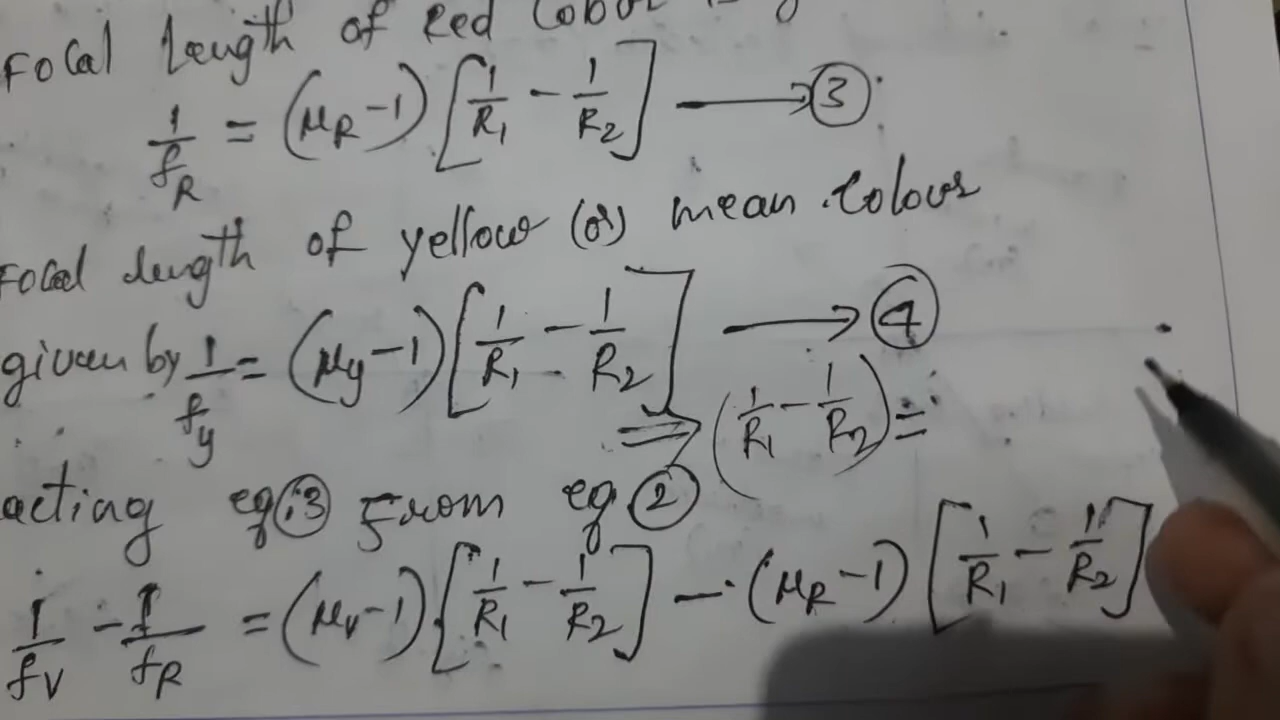 Focal length of Red Colour
1/f_R = (μ_R - 1) [1/R_1 - 1/R_2] ⟶ ③
Focal length of yellow (or) mean colour
given by 1/f_y = (μ_y - 1) [1/R_1 - 1/R_2] ⟶ ④
⇒ (1/R_1 - 1/R_2) =
acting eq.③ From eq ②
1/f_V - 1/f_R = (μ_v - 1) [1/R_1 - 1/R_2] - (μ_R - 1) [1/R_1 - 1/R_2]